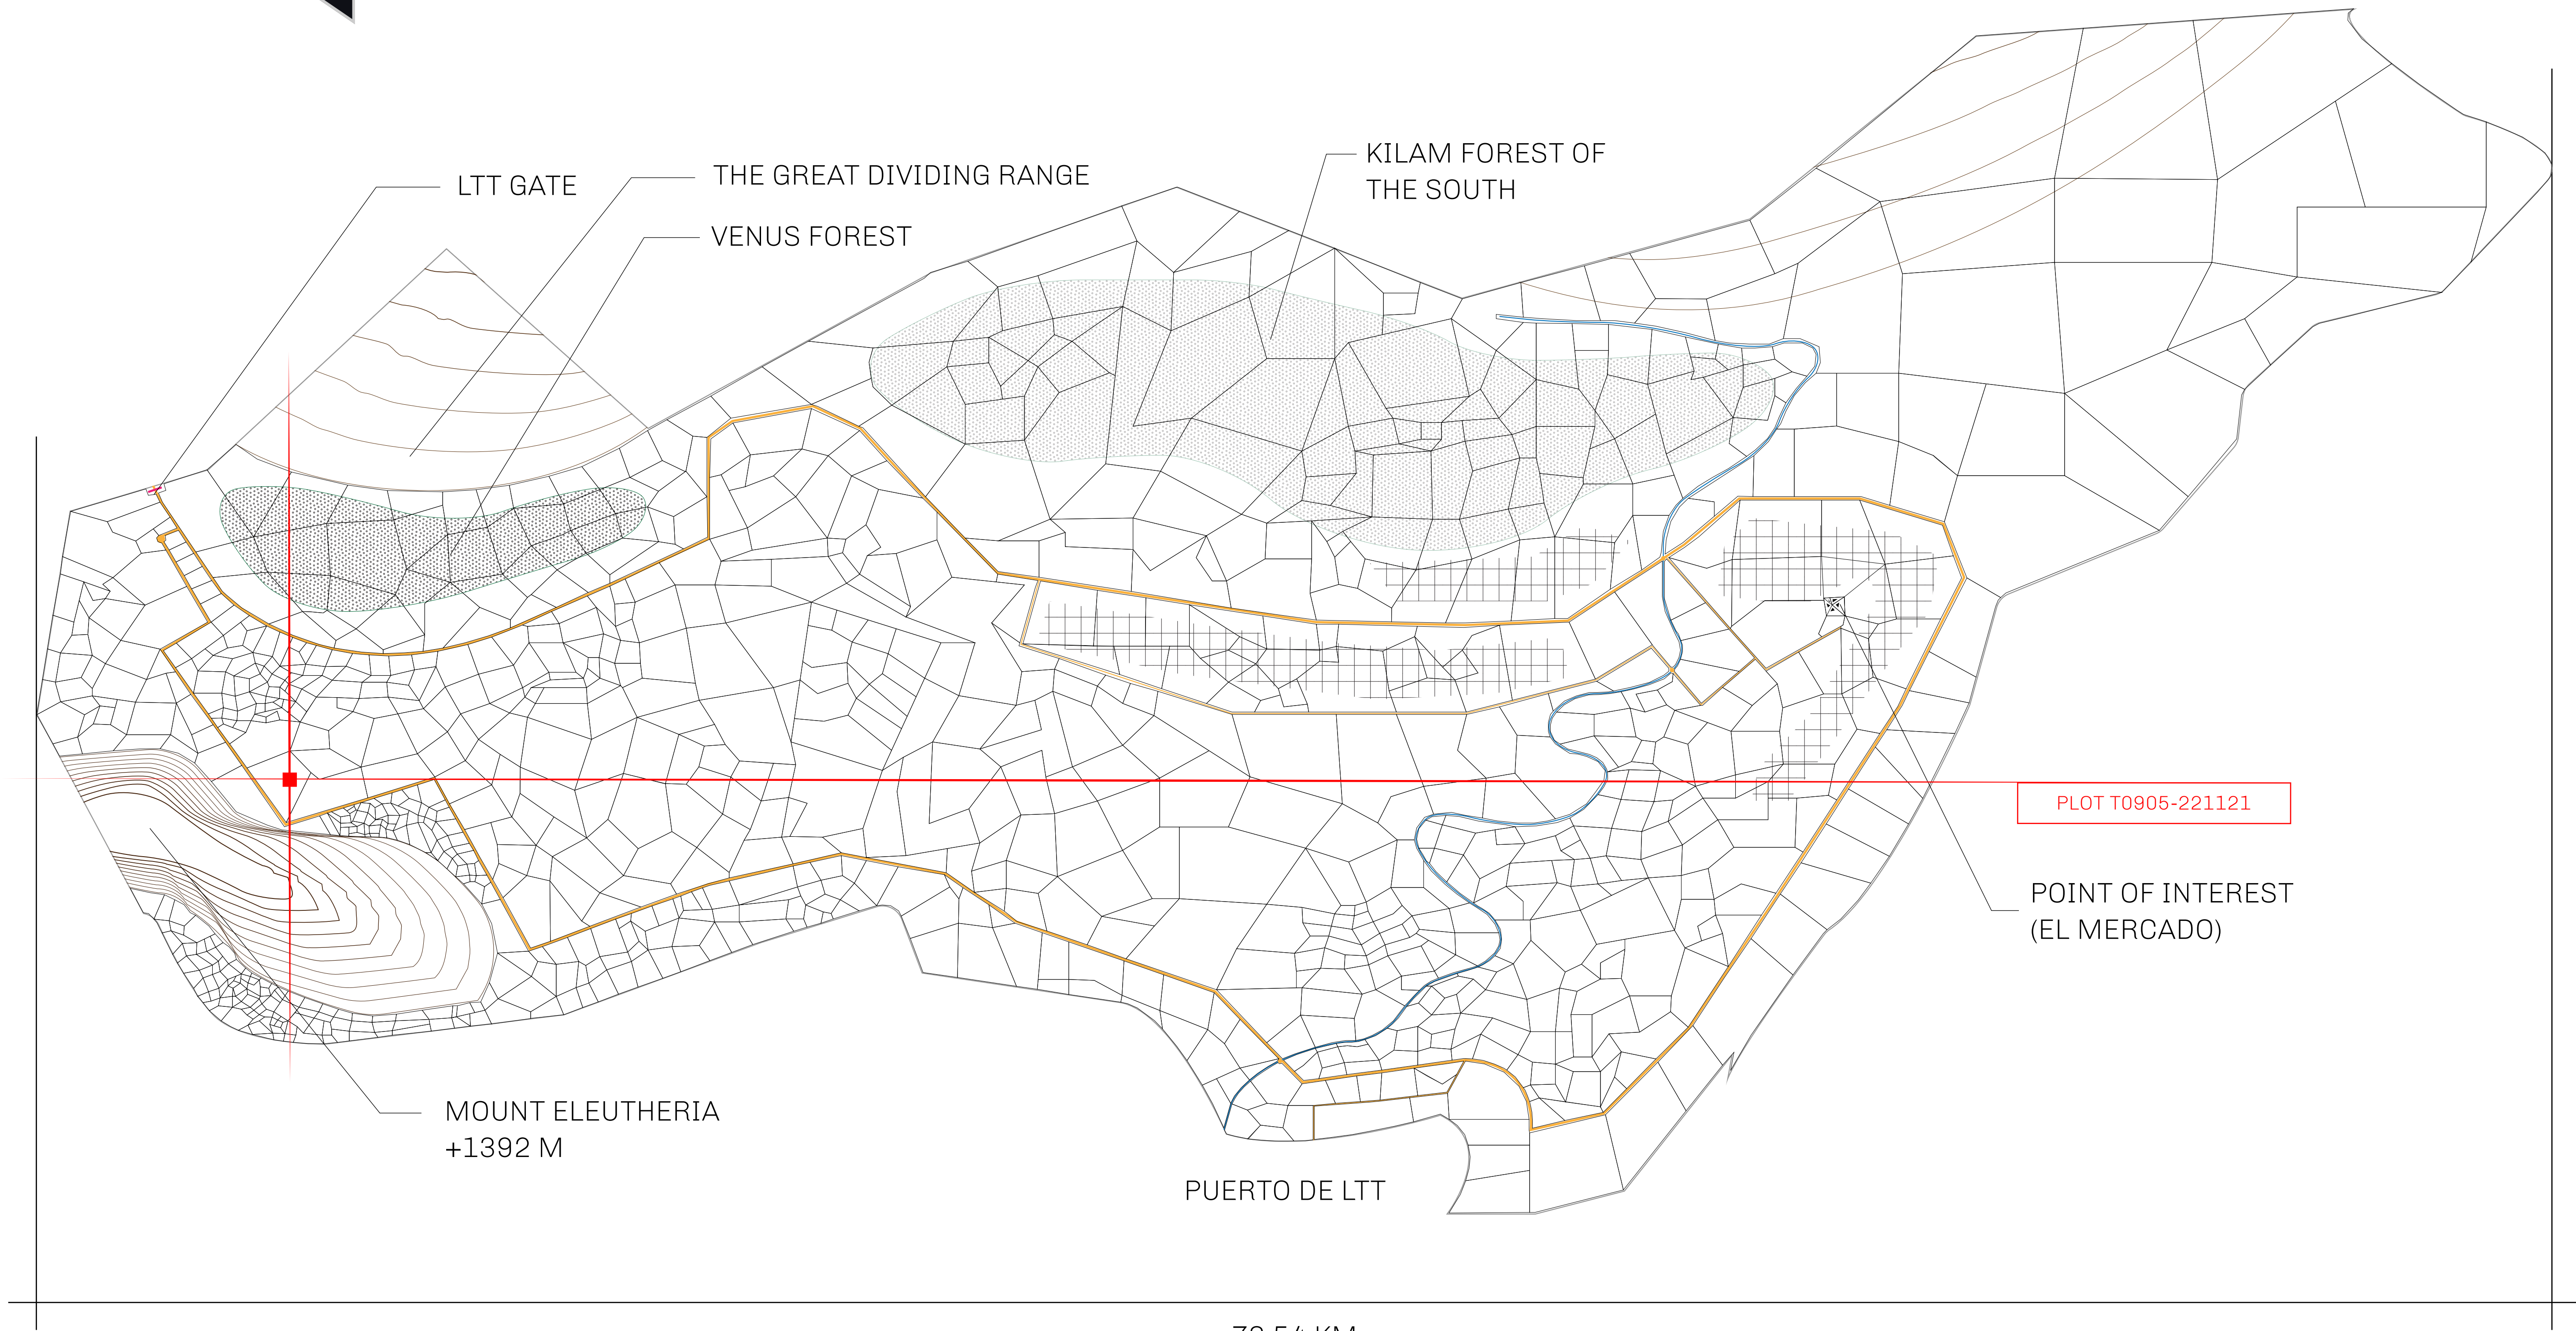 LTT GATE
THE GREAT DIVIDING RANGE
VENUS FOREST
KILAM FOREST OF
THE SOUTH
PLOT T0905-221121
POINT OF INTEREST
(EL MERCADO)
MOUNT ELEUTHERIA
+1392 M
PUERTO DE LTT
KM